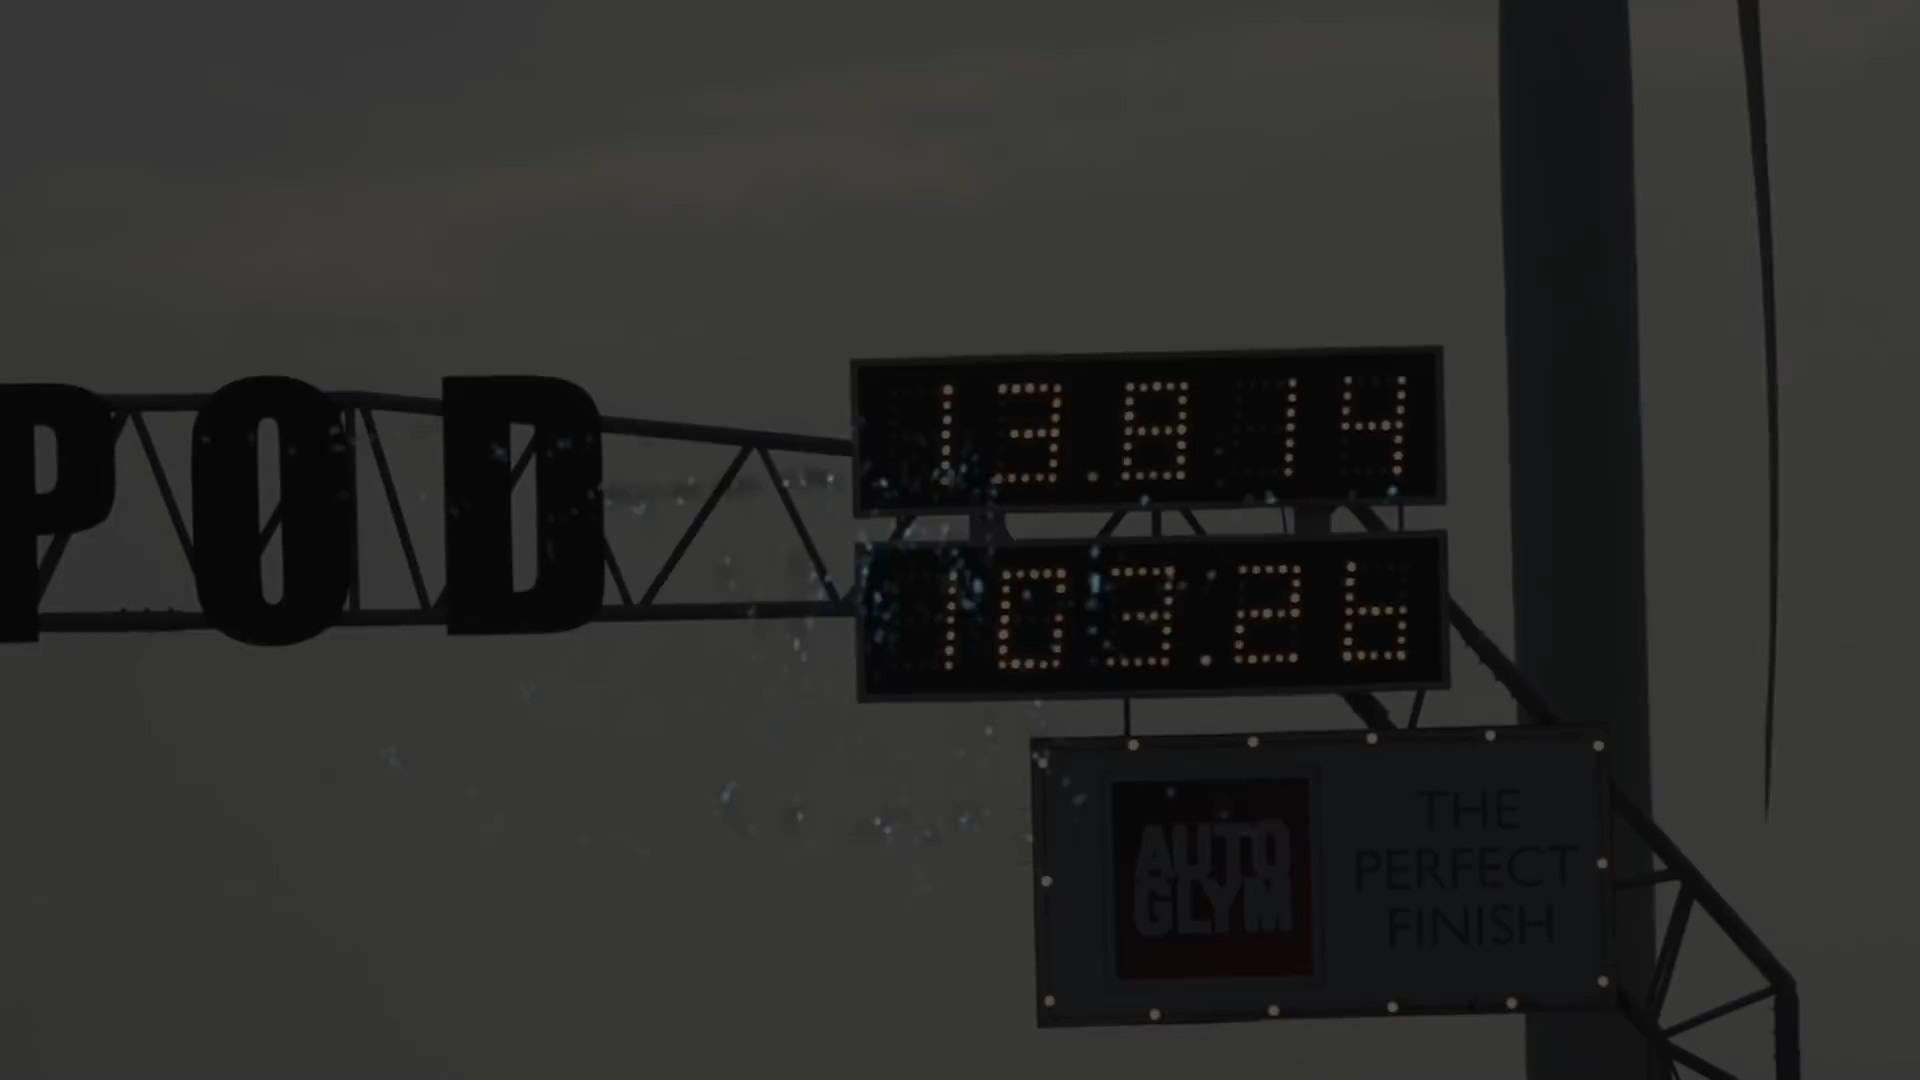 POD
13.814
103.26
AUTO
GLYM
THE
PERFECT
FINISH